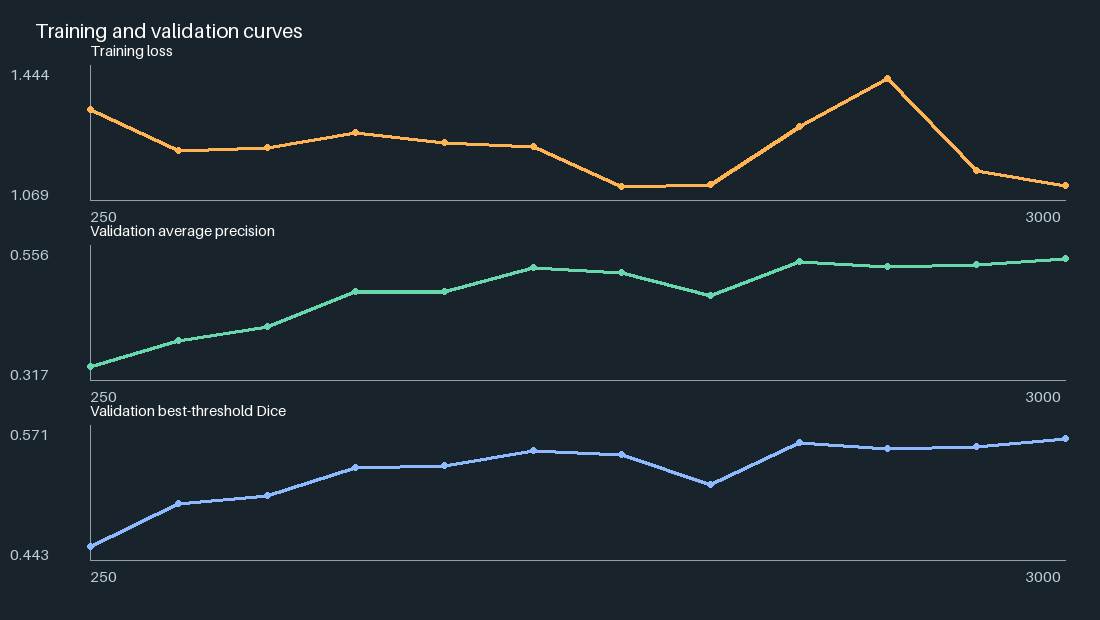 Training and validation curves
Training loss
1.444
1.069
250 3000
Validation average precision
0.556
0.317
250 3000
Validation best-threshold Dice
0.571
0.443
250 3000